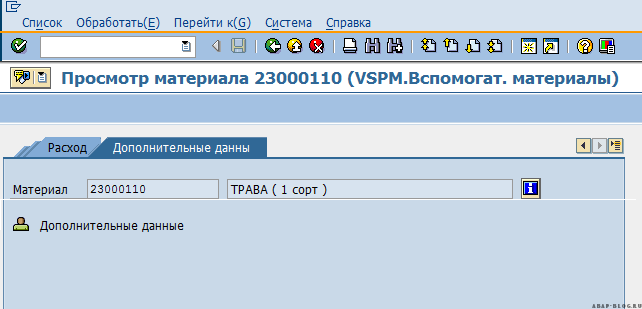 Список Обработать(E) Перейти к(G) Система Справка
Просмотр материала 23000110 (VSPM.Вспомогат. материалы)
Расход Дополнительные данны
Материал 23000110 ТРАВА ( 1 сорт )
Дополнительные данные
ABAP-BLOG.RU